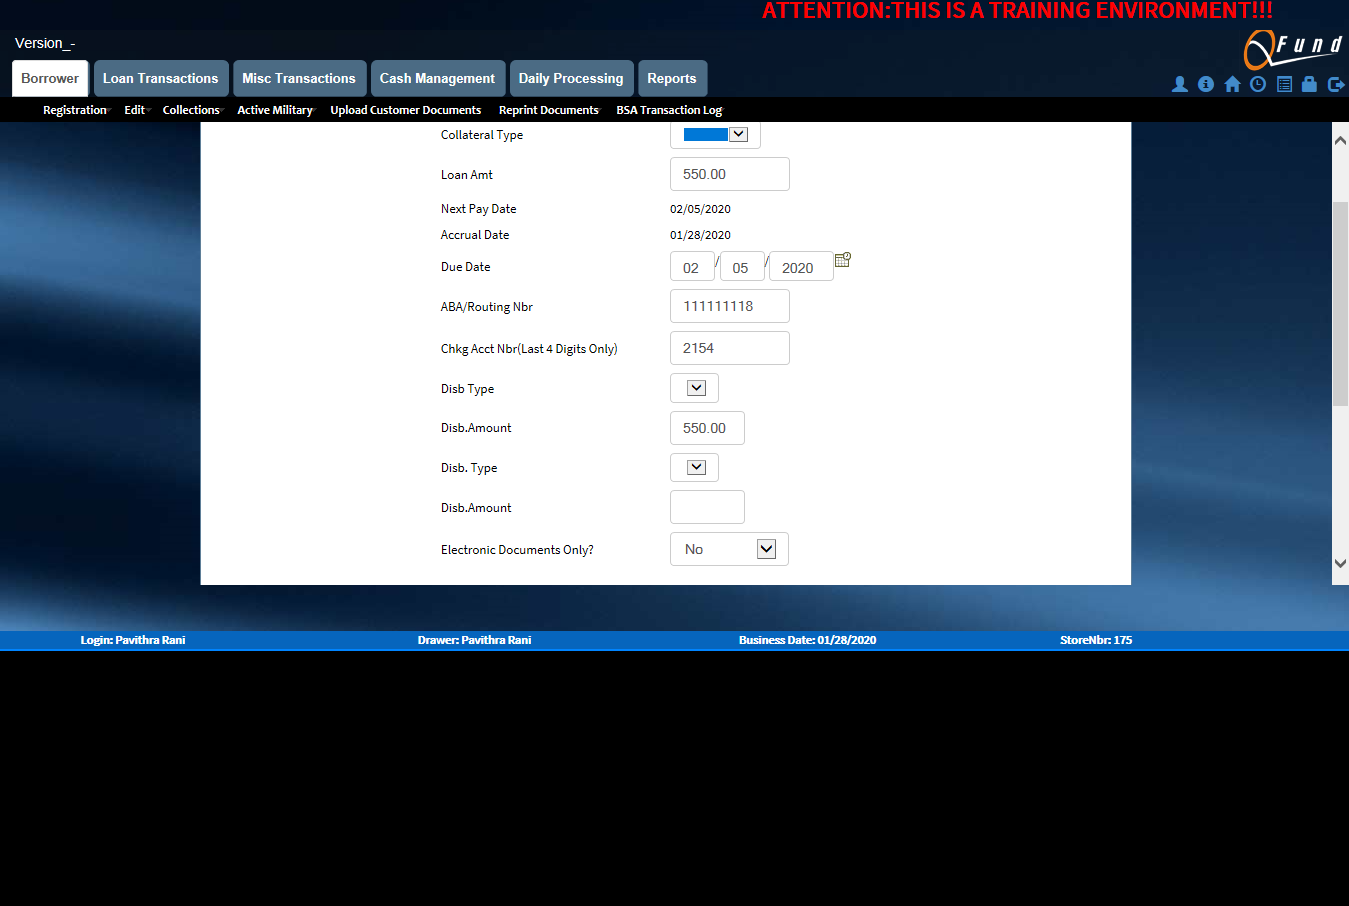 ATTENTION:THIS IS A TRAINING ENVIRONMENT!!!
Version_-
QFund
Borrower Loan Transactions Misc Transactions Cash Management Daily Processing Reports
Registration Edit Collections Active Military Upload Customer Documents Reprint Documents BSA Transaction Log
Collateral Type
Loan Amt 550.00
Next Pay Date 02/05/2020
Accrual Date 01/28/2020
Due Date 02 / 05 / 2020
ABA/Routing Nbr 111111118
Chkg Acct Nbr(Last 4 Digits Only) 2154
Disb Type
Disb.Amount 550.00
Disb. Type
Disb.Amount
Electronic Documents Only? No
Login: Pavithra Rani Drawer: Pavithra Rani Business Date: 01/28/2020 StoreNbr: 175